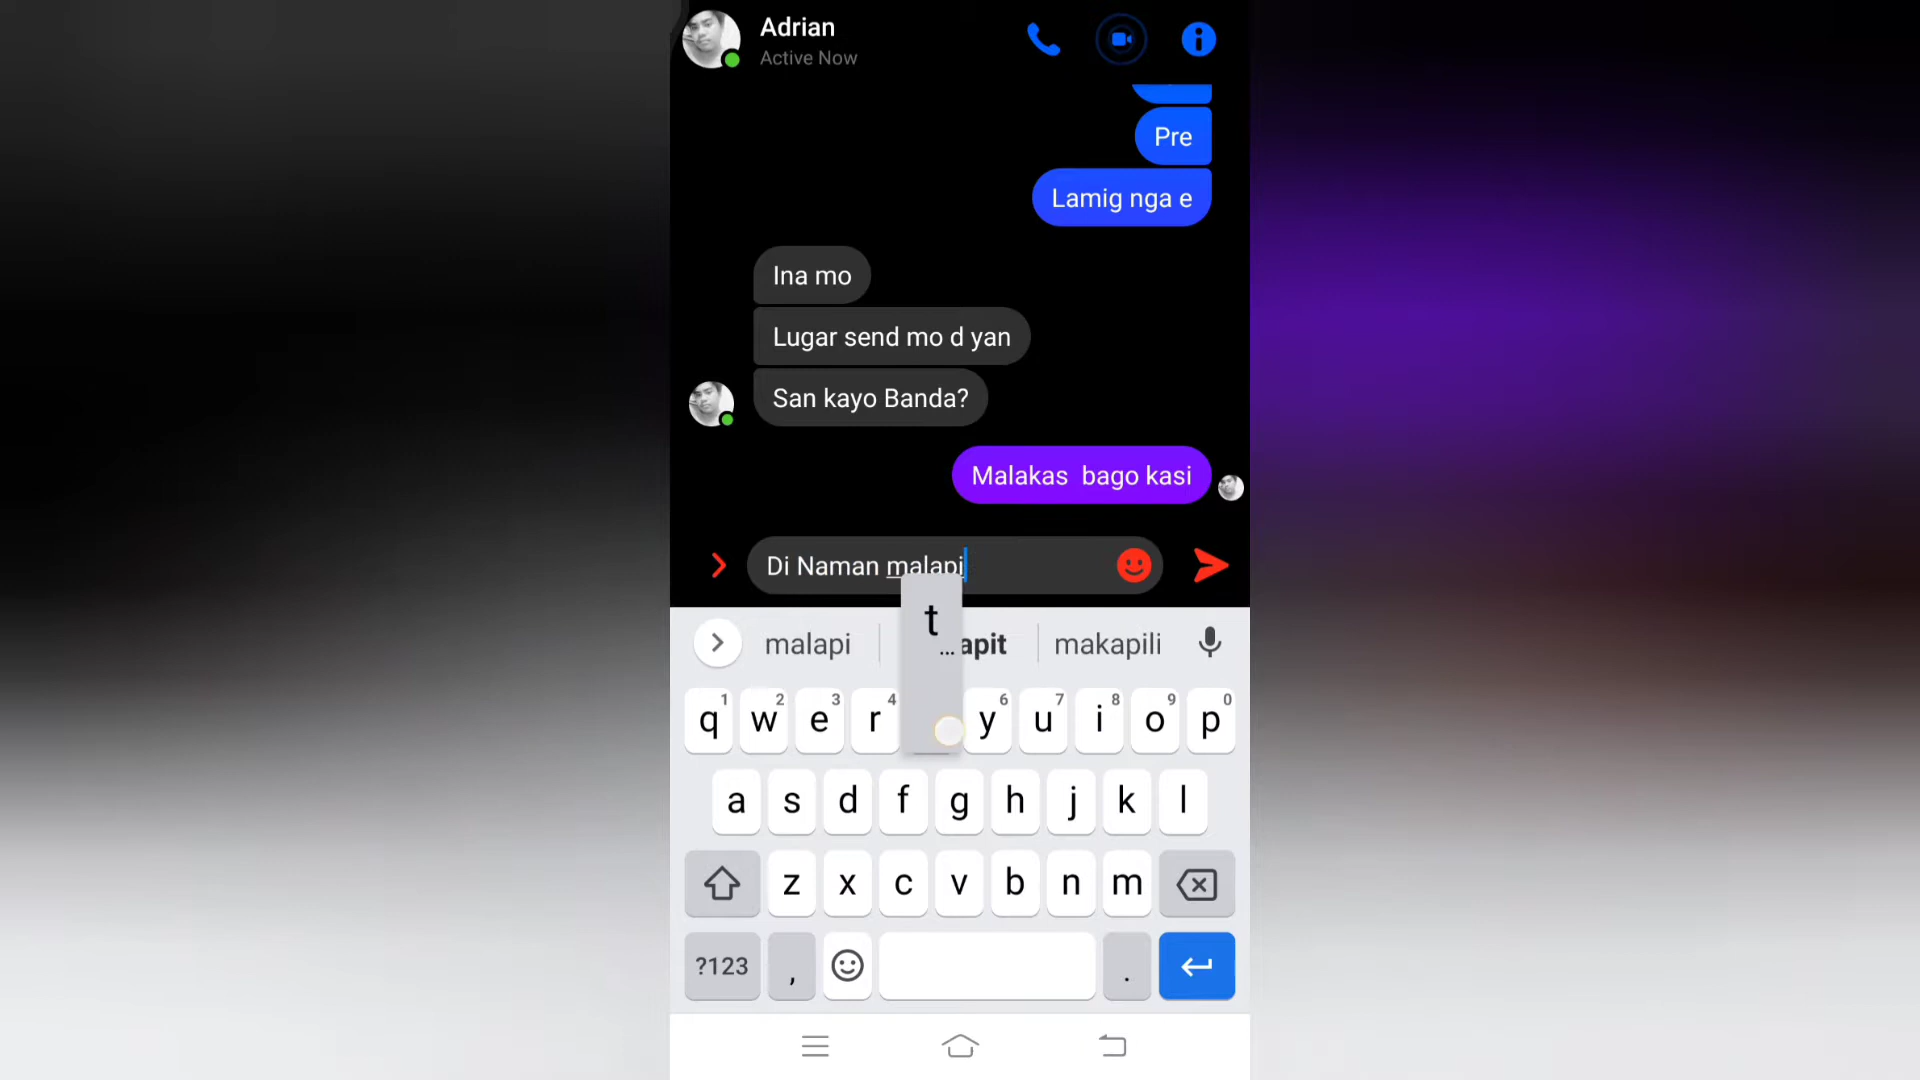 Adrian
Active Now
Pre
Lamig nga e
Ina mo
Lugar send mo d yan
San kayo Banda?
Malakas  bago kasi
Di Naman malapi
t
malapi ...apit makapili
1 2 3 4 6 7 8 9 0
q w e r y u i o p
a s d f g h j k l
z x c v b n m
?123 , .